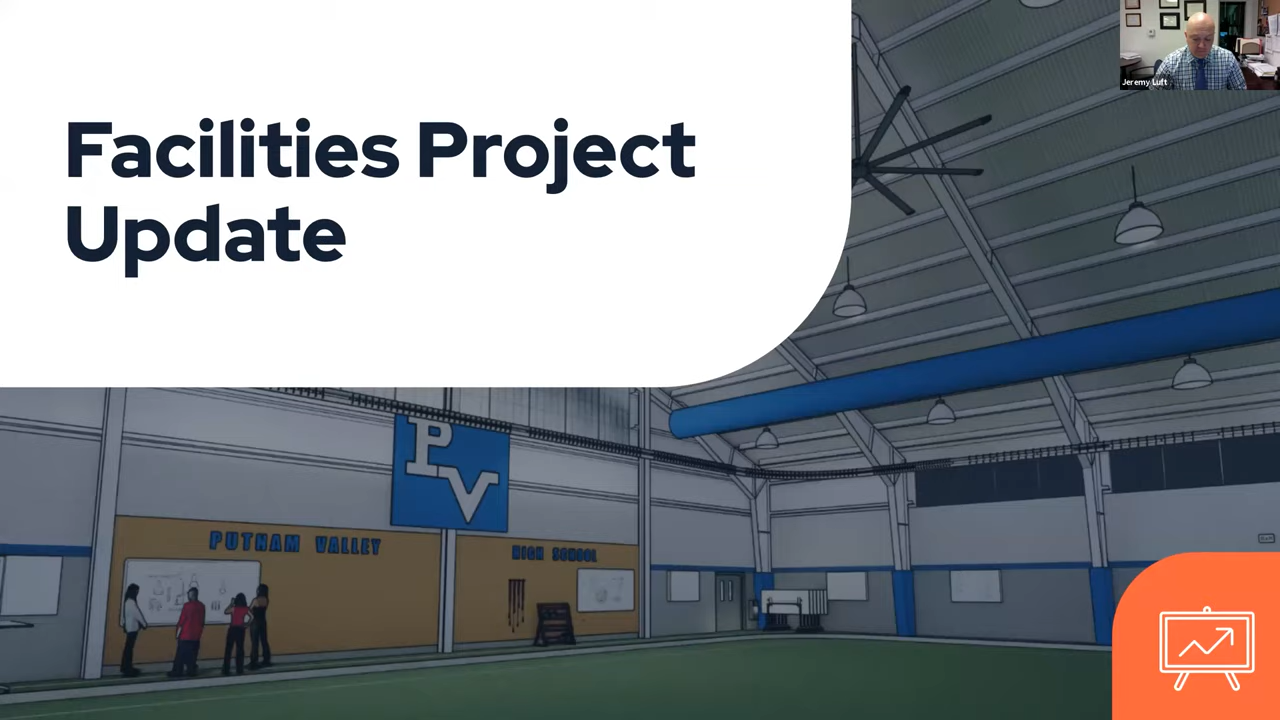 Facilities Project
Update
Jeremy Luft
PV
PUTNAM VALLEY
HIGH SCHOOL